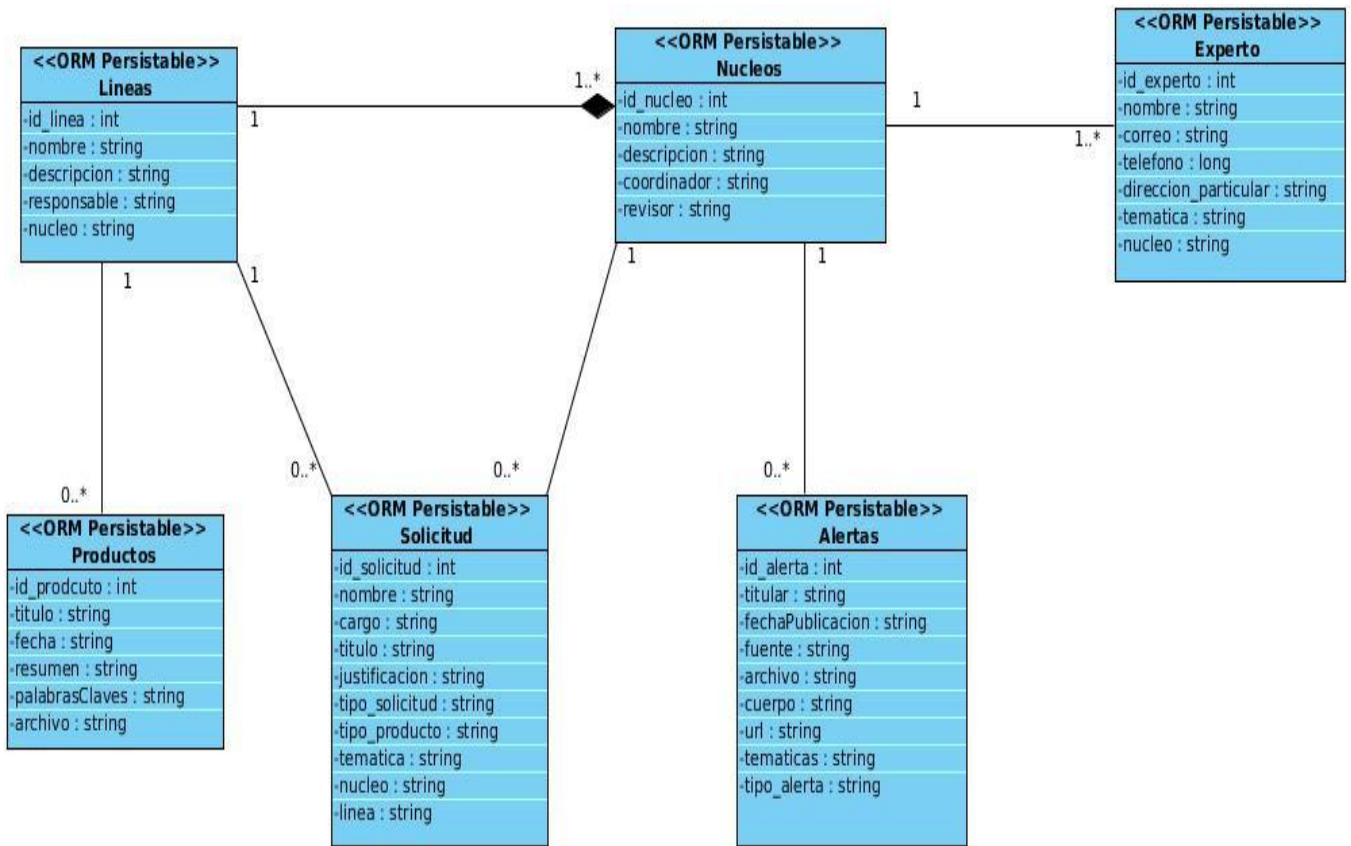 <<ORM Persistable>>
Lineas
-id_linea : int
-nombre : string
-descripcion : string
-responsable : string
-nucleo : string
<<ORM Persistable>>
Nucleos
-id_nucleo : int
-nombre : string
-descripcion : string
-coordinador : string
-revisor : string
<<ORM Persistable>>
Experto
-id_experto : int
-nombre : string
-correo : string
-telefono : long
-direccion_particular : string
-tematica : string
-nucleo : string
1
1..*
1
1..*
1
1
1
1
0..*
0..*
0..*
0..*
<<ORM Persistable>>
Productos
-id_prodcuto : int
-titulo : string
-fecha : string
-resumen : string
-palabrasClaves : string
-archivo : string
<<ORM Persistable>>
Solicitud
-id_solicitud : int
-nombre : string
-cargo : string
-titulo : string
-justificacion : string
-tipo_solicitud : string
-tipo_producto : string
-tematica : string
-nucleo : string
-linea : string
<<ORM Persistable>>
Alertas
-id_alerta : int
-titular : string
-fechaPublicacion : string
-fuente : string
-archivo : string
-cuerpo : string
-url : string
-tematicas : string
-tipo_alerta : string